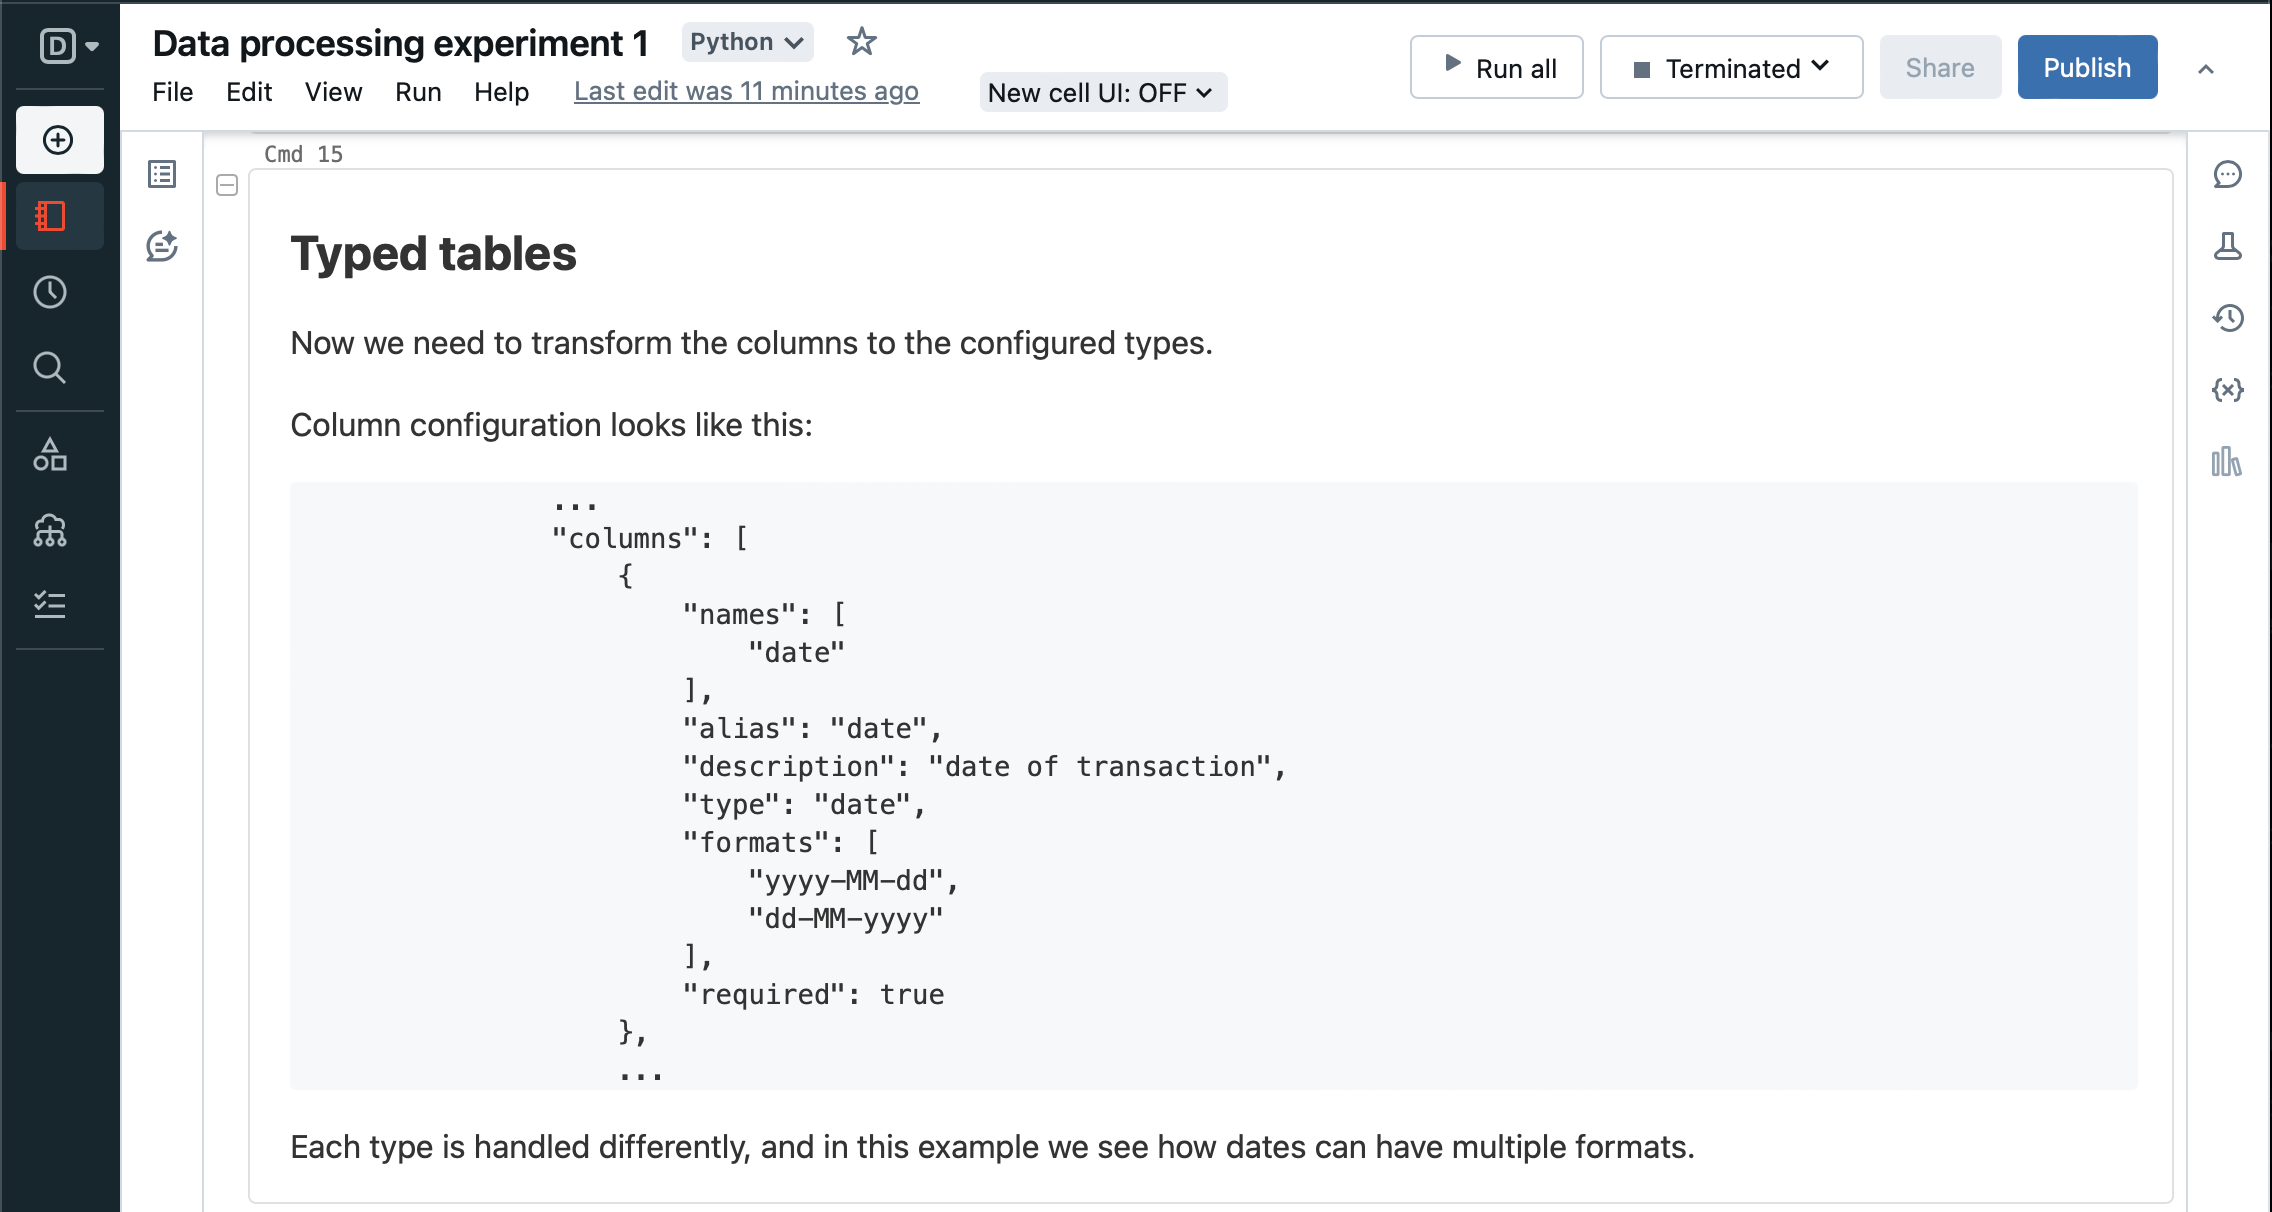 D
Data processing experiment 1 Python
File Edit View Run Help Last edit was 11 minutes ago New cell UI: OFF
Run all Terminated Share Publish
Cmd 15
Typed tables
Now we need to transform the columns to the configured types.
Column configuration looks like this:
...
"columns": [
{
"names": [
"date"
],
"alias": "date",
"description": "date of transaction",
"type": "date",
"formats": [
"yyyy-MM-dd",
"dd-MM-yyyy"
],
"required": true
},
...
Each type is handled differently, and in this example we see how dates can have multiple formats.